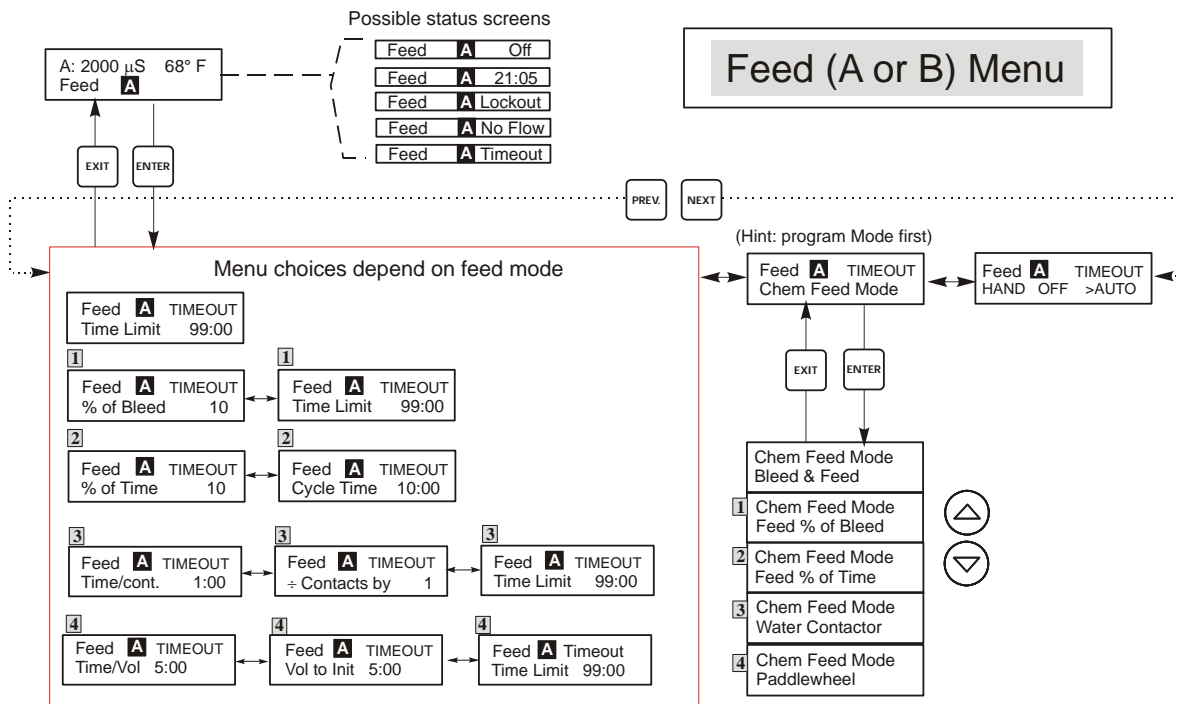 Possible status screens
Feed (A or B) Menu
A: 2000 µS 68° F
Feed A
Feed A Off
Feed A 21:05
Feed A Lockout
Feed A No Flow
Feed A Timeout
EXIT
ENTER
PREV.
NEXT
Menu choices depend on feed mode
Feed A TIMEOUT
Time Limit 99:00
1
Feed A TIMEOUT
% of Bleed 10
1
Feed A TIMEOUT
Time Limit 99:00
2
Feed A TIMEOUT
% of Time 10
2
Feed A TIMEOUT
Cycle Time 10:00
3
Feed A TIMEOUT
Time/cont. 1:00
3
Feed A TIMEOUT
÷ Contacts by 1
3
Feed A TIMEOUT
Time Limit 99:00
4
Feed A TIMEOUT
Time/Vol 5:00
4
Feed A TIMEOUT
Vol to Init 5:00
4
Feed A Timeout
Time Limit 99:00
(Hint: program Mode first)
Feed A TIMEOUT
Chem Feed Mode
Feed A TIMEOUT
HAND OFF >AUTO
EXIT
ENTER
Chem Feed Mode
Bleed & Feed
1
Chem Feed Mode
Feed % of Bleed
2
Chem Feed Mode
Feed % of Time
3
Chem Feed Mode
Water Contactor
4
Chem Feed Mode
Paddlewheel